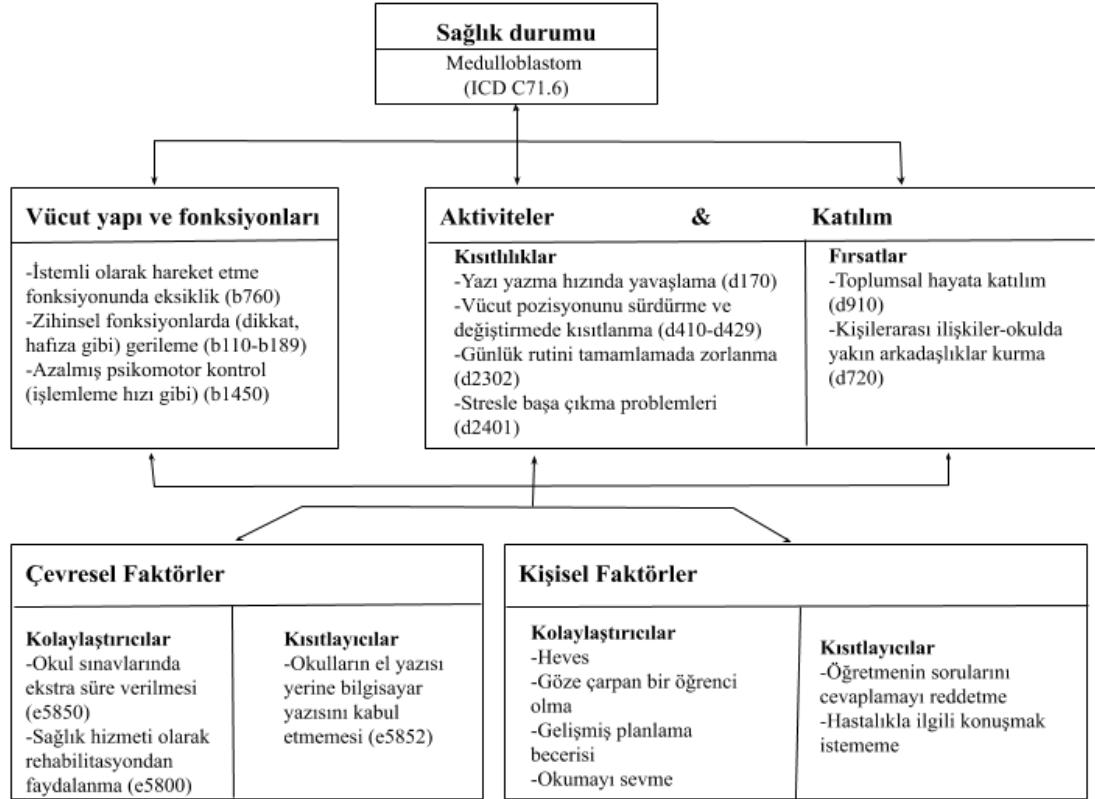 Sağlık durumu
Medulloblastom
(ICD C71.6)
Vücut yapı ve fonksiyonları
-İstemli olarak hareket etme
fonksiyonunda eksiklik (b760)
-Zihinsel fonksiyonlarda (dikkat,
hafıza gibi) gerileme (b110-b189)
-Azalmış psikomotor kontrol
(işlemleme hızı gibi) (b1450)
Aktiviteler & Katılım
Kısıtlılıklar
-Yazı yazma hızında yavaşlama (d170)
-Vücut pozisyonunu sürdürme ve
değiştirmede kısıtlanma (d410-d429)
-Günlük rutini tamamlamada zorlanma
(d2302)
-Stresle başa çıkma problemleri
(d2401)
Fırsatlar
-Toplumsal hayata katılım
(d910)
-Kişilerarası ilişkiler-okulda
yakın arkadaşlıklar kurma
(d720)
Çevresel Faktörler
Kolaylaştırıcılar
-Okul sınavlarında
ekstra süre verilmesi
(e5850)
-Sağlık hizmeti olarak
rehabilitasyondan
faydalanma (e5800)
Kısıtlayıcılar
-Okulların el yazısı
yerine bilgisayar
yazısını kabul
etmemesi (e5852)
Kişisel Faktörler
Kolaylaştırıcılar
-Heves
-Göze çarpan bir öğrenci
olma
-Gelişmiş planlama
becerisi
-Okumayı sevme
Kısıtlayıcılar
-Öğretmenin sorularını
cevaplamayı reddetme
-Hastalıkla ilgili konuşmak
istememe